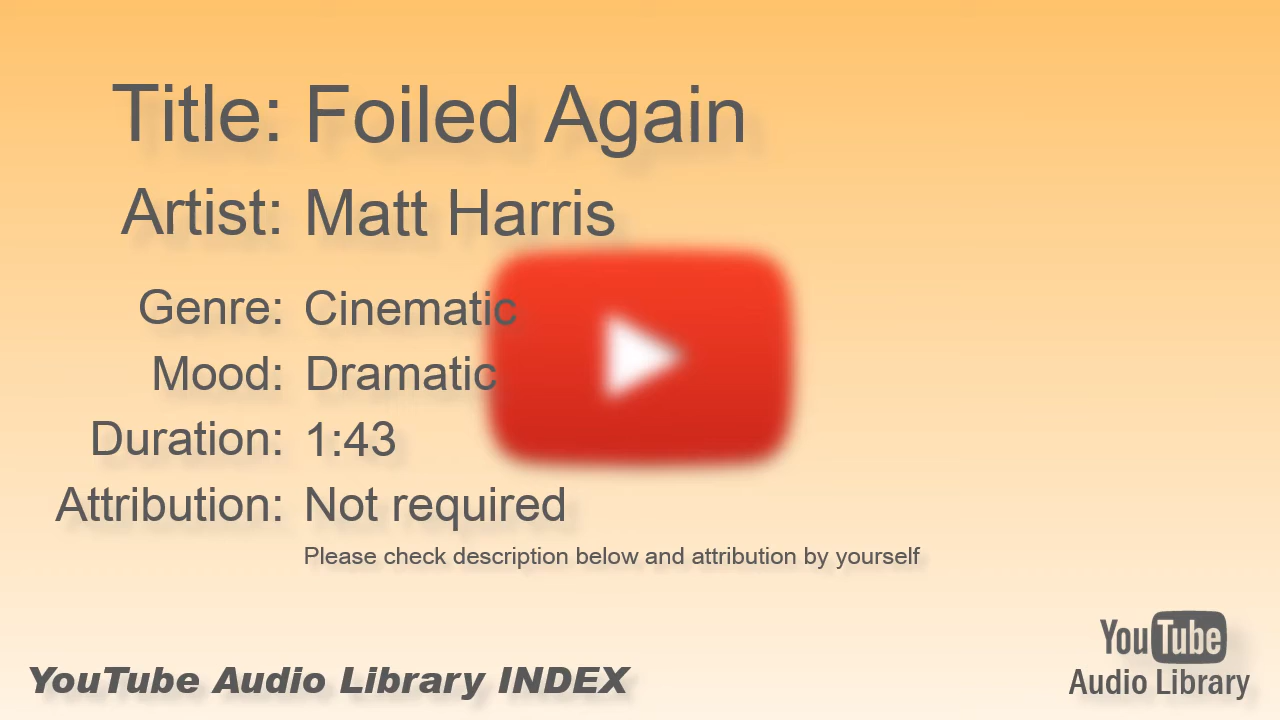 Title: Foiled Again
Artist: Matt Harris
Genre: Cinematic
Mood: Dramatic
Duration: 1:43
Attribution: Not required
Please check description below and attribution by yourself
YouTube Audio Library INDEX
YouTube
Audio Library